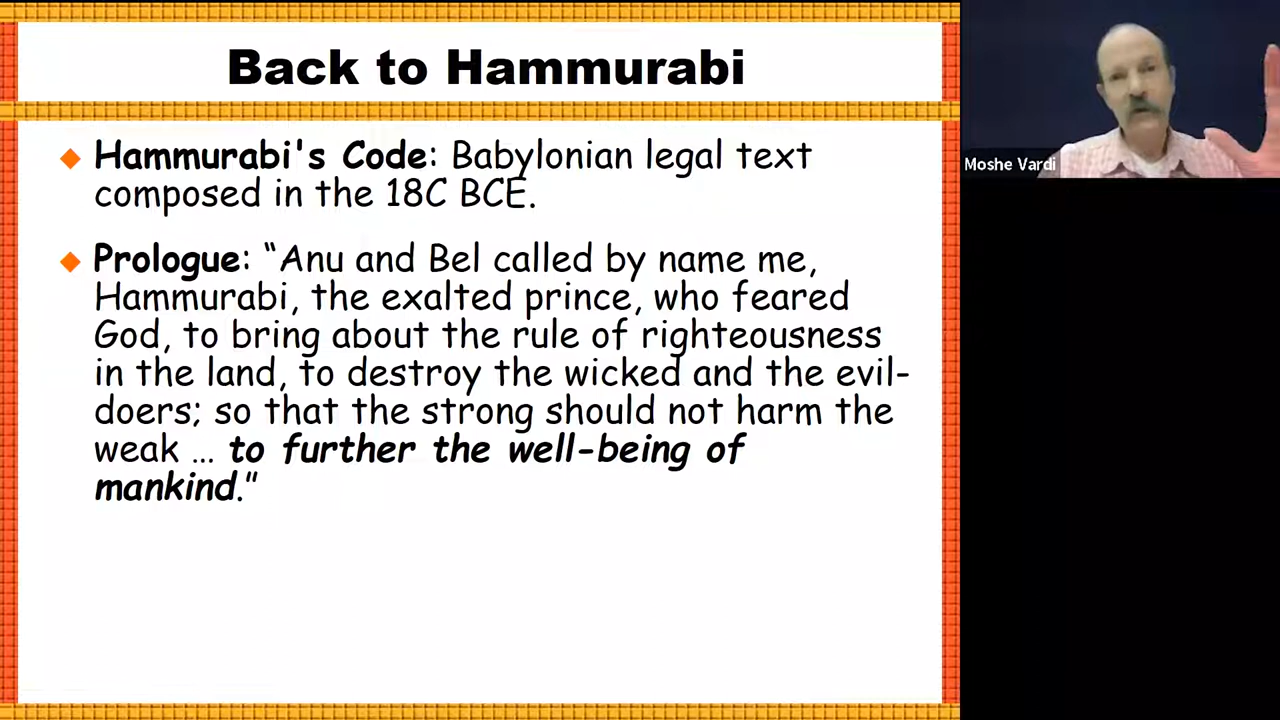 Back to Hammurabi
Hammurabi's Code: Babylonian legal text
composed in the 18C BCE.
Prologue: “Anu and Bel called by name me,
Hammurabi, the exalted prince, who feared
God, to bring about the rule of righteousness
in the land, to destroy the wicked and the evil-
doers; so that the strong should not harm the
weak … to further the well-being of
mankind.”
Moshe Vardi